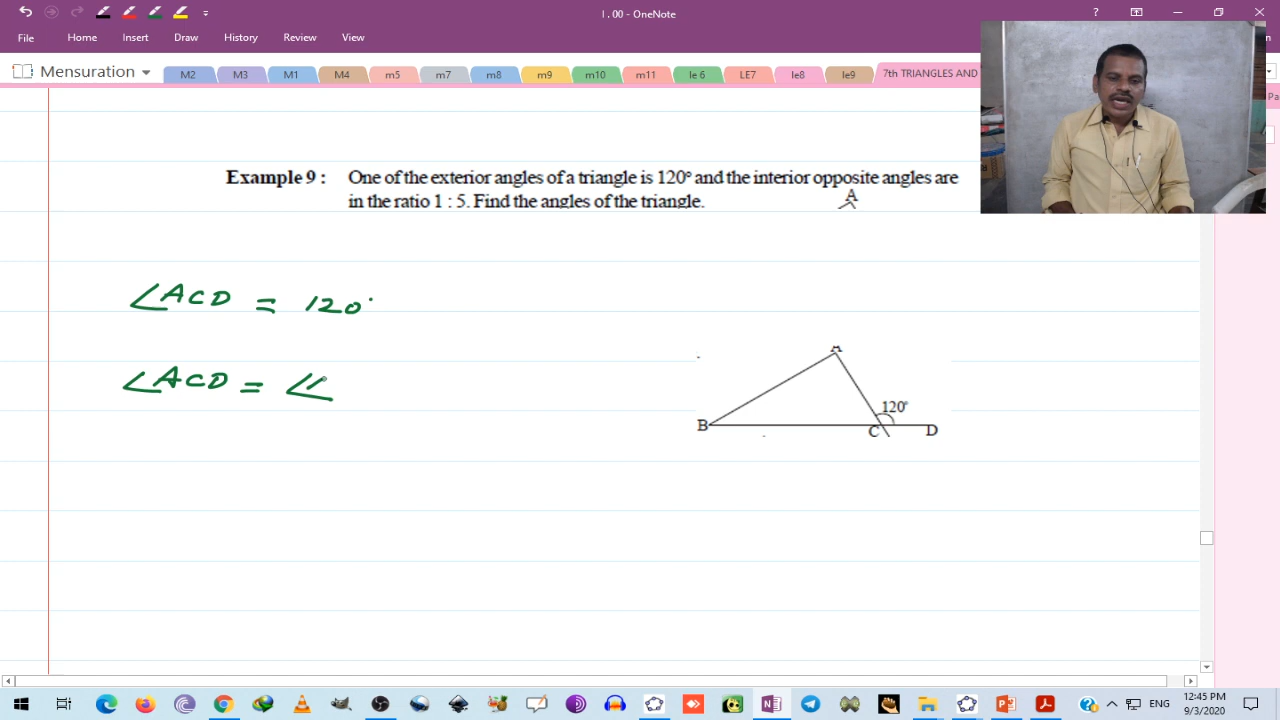 1.00 - OneNote
File Home Insert Draw History Review View
Mensuration
M2 M3 M1 M4 m5 m7 m8 m9 m10 m11 le 6 LE7 le8 le9 7th TRIANGLES AND
Pa
Example 9 : One of the exterior angles of a triangle is 120° and the interior opposite angles are
in the ratio 1 : 5. Find the angles of the triangle.
A
∠ACD = 120°
∠ACD = ∠
A
120°
B C D
ENG
12:45 PM
9/3/2020